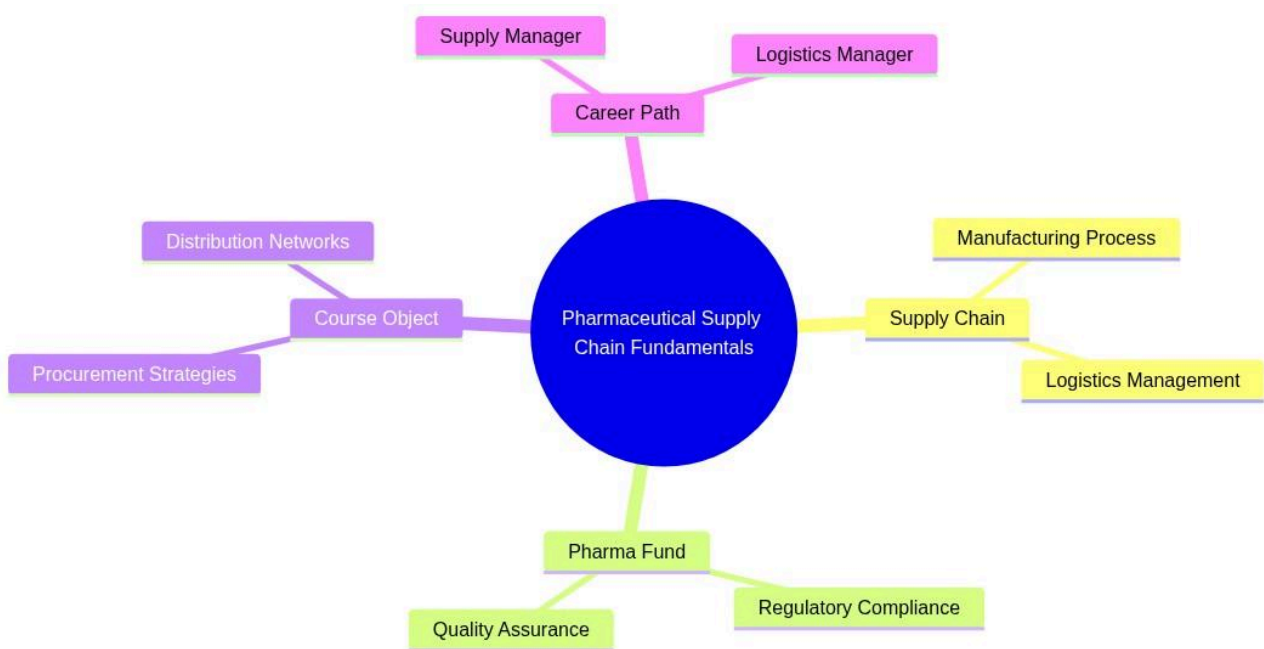 Supply Manager
Logistics Manager
Career Path
Distribution Networks
Manufacturing Process
Course Object
Pharmaceutical Supply
Chain Fundamentals
Supply Chain
Procurement Strategies
Logistics Management
Pharma Fund
Quality Assurance
Regulatory Compliance